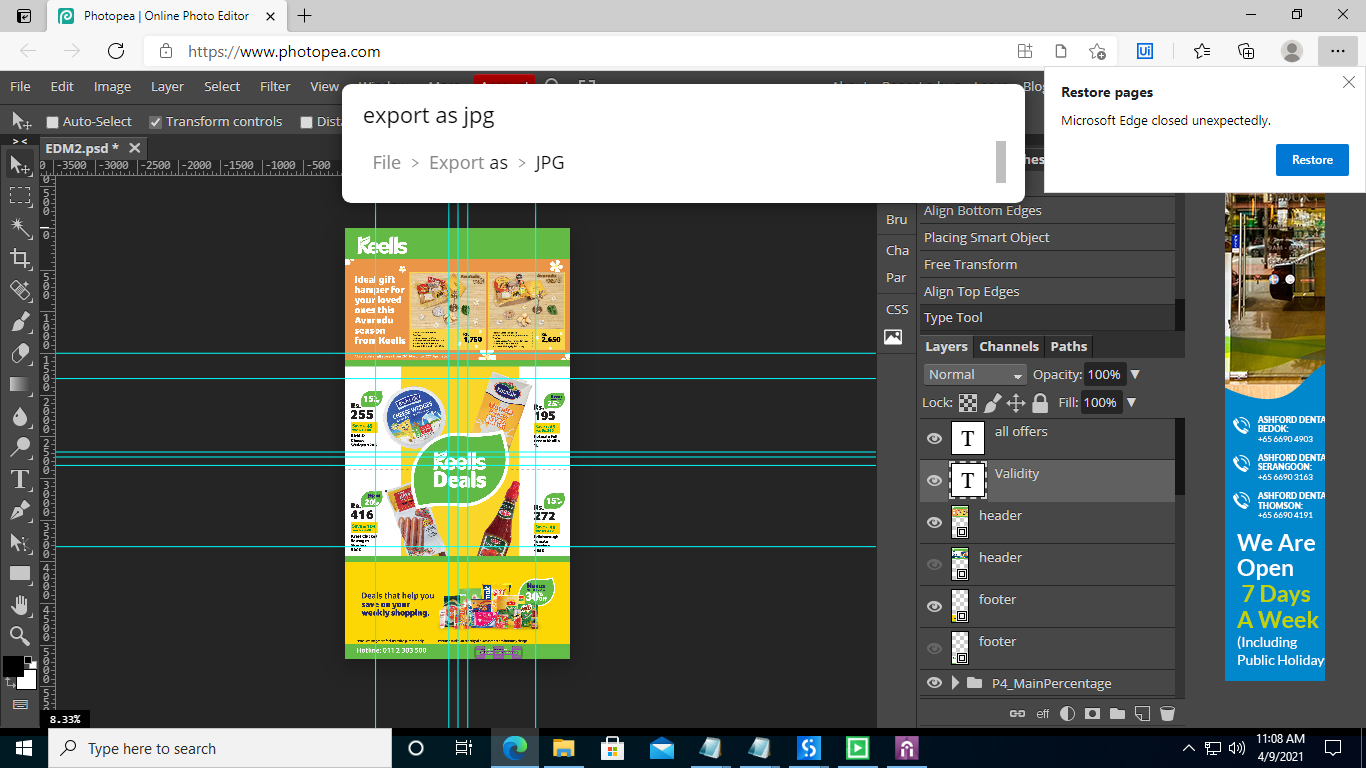 Photopea | Online Photo Editor
https://www.photopea.com
File Edit Image Layer Select Filter View
Restore pages
Microsoft Edge closed unexpectedly.
Restore
export as jpg
File > Export as > JPG
Auto-Select Transform controls
EDM2.psd *
-3500 -3000 -2500 -2000 -1500 -1000 -500
Bru
Cha
Par
CSS
Align Bottom Edges
Placing Smart Object
Free Transform
Align Top Edges
Type Tool
Layers Channels Paths
Normal Opacity: 100%
Lock: Fill: 100%
all offers
Validity
header
header
footer
footer
P4_MainPercentage
eff
Keells
Ideal gift
hamper for
your loved
ones this
Avurudu
season
from Keells
1,750
2,650
15%
Rs.
255
25%
Rs.
195
Keells
Deals
20%
Rs.
416
15%
Rs.
272
Deals that help you
save on your
weekly shopping.
30%
Hotline: 011 2 303 500
ASHFORD DENTA
BEDOK:
+65 6690 4903
ASHFORD DENTA
SERANGOON:
+65 6690 3163
ASHFORD DENTA
THOMSON:
+65 6690 4191
We Are
Open
7 Days
A Week
(Including
Public Holiday
8.33%
Type here to search
11:08 AM
4/9/2021